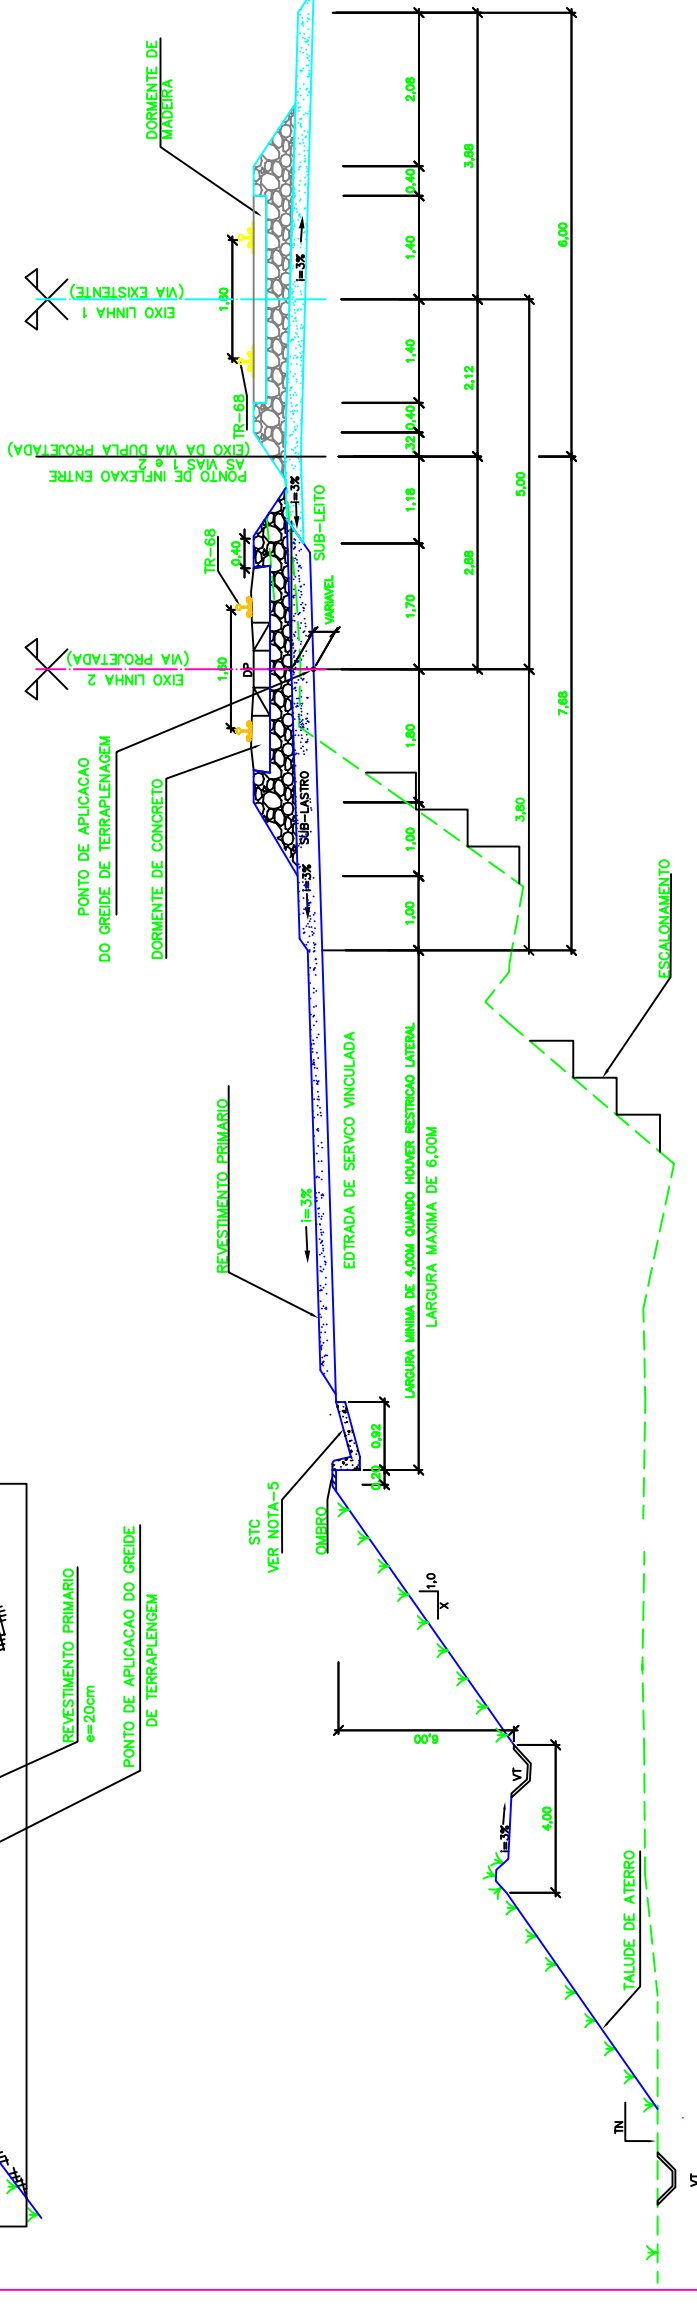 DORMENTE DE
MADEIRA
EIXO LINHA 1
(VIA EXISTENTE)
1,60
TR-68
i=3%
PONTO DE INFLEXAO ENTRE
AS VIAS 1 e 2
(EIXO DA VIA DUPLA PROJETADA)
i=3%
SUB-LEITO
TR-68
0,40
VARIAVEL
EIXO LINHA 2
(VIA PROJETADA)
1,60
DP
PONTO DE APLICACAO
DO GREIDE DE TERRAPLENAGEM
DORMENTE DE CONCRETO
SUB-LASTRO
i=3%
2,08
0,40
1,40
1,40
0,40
32
1,18
1,70
1,80
1,00
1,00
3,88
2,12
2,88
5,00
3,80
6,00
7,68
ESCALONAMENTO
REVESTIMENTO PRIMARIO
i=3%
EDTRADA DE SERVCO VINCULADA
LARGURA MINIMA DE 4,00M QUANDO HOUVER RESTRICAO LATERAL
LARGURA MAXIMA DE 6,00M
0,92
0,20
STC
VER NOTA-5
OMBRO
1,0
X
6,00
VT
i=3%
4,00
TALUDE DE ATERRO
TN
VT
REVESTIMENTO PRIMARIO
e=20cm
PONTO DE APLICACAO DO GREIDE
DE TERRAPLENGEM